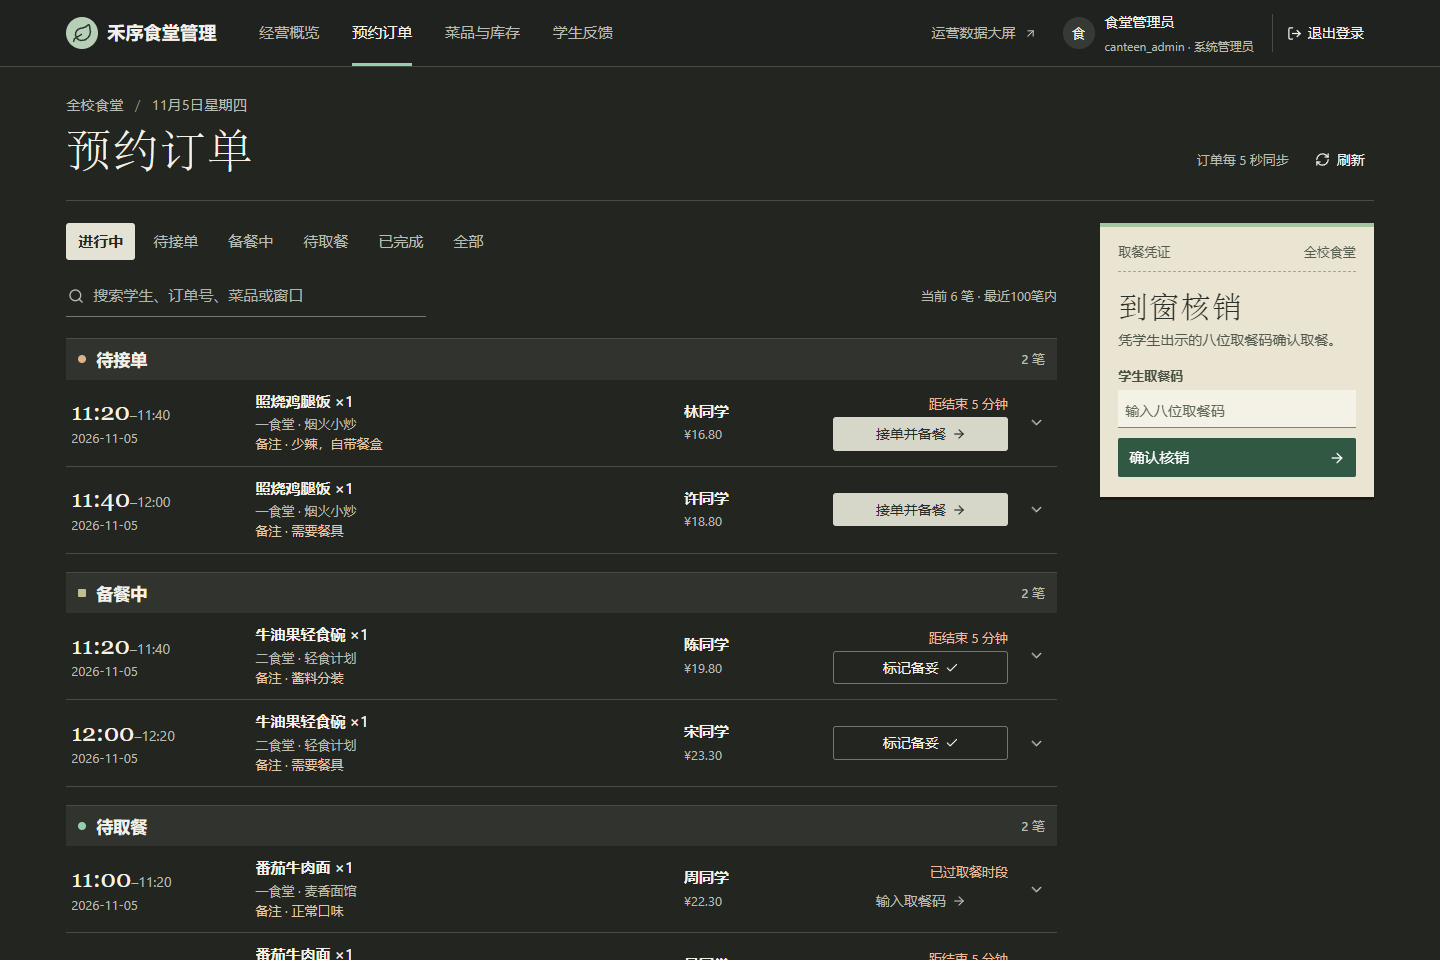 禾序食堂管理
经营概览
预约订单
菜品与库存
学生反馈
运营数据大屏
食
食堂管理员
canteen_admin · 系统管理员
退出登录
全校食堂 / 11月5日星期四
预约订单
订单每 5 秒同步
刷新
进行中
待接单
备餐中
待取餐
已完成
全部
搜索学生、订单号、菜品或窗口
当前 6 笔 · 最近100笔内
待接单
2 笔
11:20–11:40
2026-11-05
照烧鸡腿饭 ×1
一食堂 · 烟火小炒
备注 · 少辣，自带餐盒
林同学
¥16.80
距结束 5 分钟
接单并备餐
11:40–12:00
2026-11-05
照烧鸡腿饭 ×1
一食堂 · 烟火小炒
备注 · 需要餐具
许同学
¥18.80
接单并备餐
备餐中
2 笔
11:20–11:40
2026-11-05
牛油果轻食碗 ×1
二食堂 · 轻食计划
备注 · 酱料分装
陈同学
¥19.80
距结束 5 分钟
标记备妥
12:00–12:20
2026-11-05
牛油果轻食碗 ×1
二食堂 · 轻食计划
备注 · 需要餐具
宋同学
¥23.30
标记备妥
待取餐
2 笔
11:00–11:20
2026-11-05
番茄牛肉面 ×1
一食堂 · 麦香面馆
备注 · 正常口味
周同学
¥22.30
已过取餐时段
输入取餐码
番茄牛肉面 ×1
距结束 5 分钟
取餐凭证
全校食堂
到窗核销
凭学生出示的八位取餐码确认取餐。
学生取餐码
输入八位取餐码
确认核销